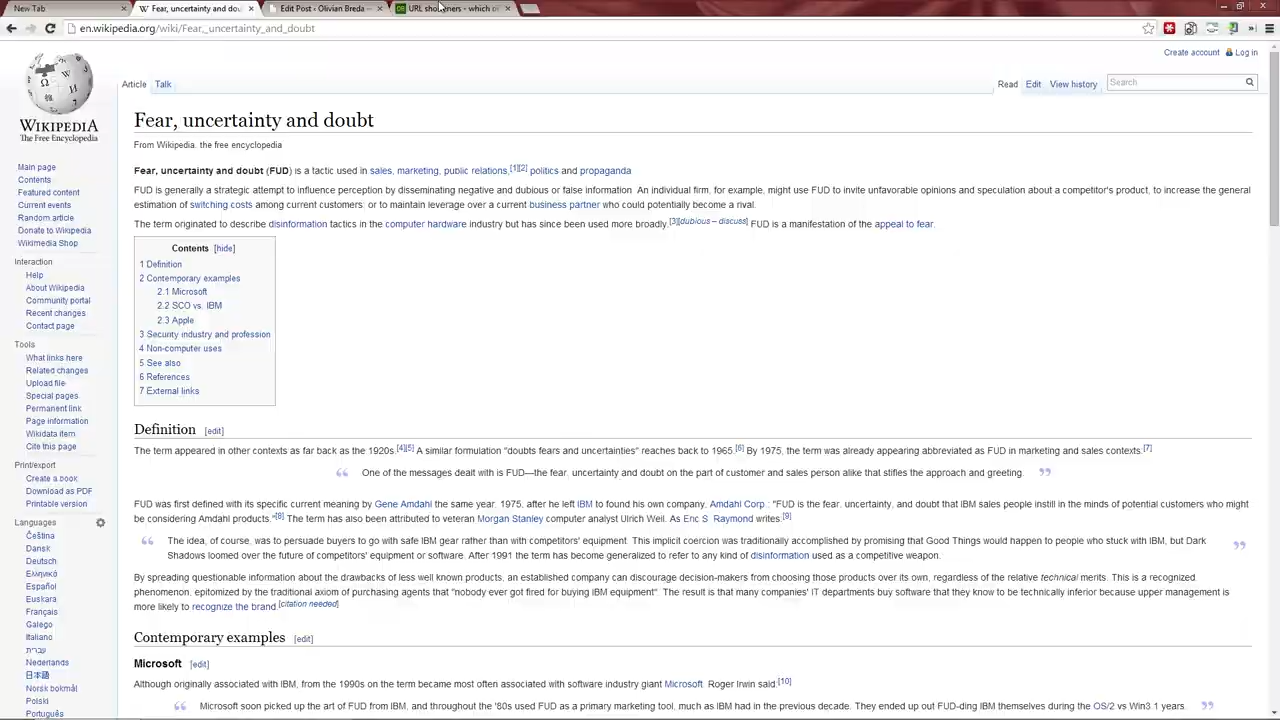 New Tab
Fear, uncertainty and dou
Edit Post ‹ Olivian Breda —
URL shorteners - which of
en.wikipedia.org/wiki/Fear,_uncertainty_and_doubt
Create account Log in
WIKIPEDIA
The Free Encyclopedia
Article Talk
Read Edit View history Search
Fear, uncertainty and doubt
From Wikipedia, the free encyclopedia
Main page
Contents
Featured content
Current events
Random article
Donate to Wikipedia
Wikimedia Shop
Interaction
Help
About Wikipedia
Community portal
Recent changes
Contact page
Tools
What links here
Related changes
Upload file
Special pages
Permanent link
Page information
Wikidata item
Cite this page
Print/export
Create a book
Download as PDF
Printable version
Languages
Čeština
Dansk
Deutsch
Ελληνικά
Español
Euskara
Français
Galego
Italiano
עברית
Nederlands
日本語
Norsk bokmål
Polski
Português
Fear, uncertainty and doubt (FUD) is a tactic used in sales, marketing, public relations,[1][2] politics and propaganda.
FUD is generally a strategic attempt to influence perception by disseminating negative and dubious or false information. An individual firm, for example, might use FUD to invite unfavorable opinions and speculation about a competitor's product, to increase the general
estimation of switching costs among current customers; or to maintain leverage over a current business partner who could potentially become a rival.
The term originated to describe disinformation tactics in the computer hardware industry but has since been used more broadly.[3][dubious – discuss] FUD is a manifestation of the appeal to fear.
Contents [hide]
1 Definition
2 Contemporary examples
2.1 Microsoft
2.2 SCO vs. IBM
2.3 Apple
3 Security industry and profession
4 Non-computer uses
5 See also
6 References
7 External links
Definition [edit]
The term appeared in other contexts as far back as the 1920s.[4][5] A similar formulation "doubts fears and uncertainties" reaches back to 1965.[6] By 1975, the term was already appearing abbreviated as FUD in marketing and sales contexts:[7]
“ One of the messages dealt with is FUD—the fear, uncertainty and doubt on the part of customer and sales person alike that stifles the approach and greeting. ”
FUD was first defined with its specific current meaning by Gene Amdahl the same year, 1975, after he left IBM to found his own company, Amdahl Corp.: "FUD is the fear, uncertainty, and doubt that IBM sales people instill in the minds of potential customers who might
be considering Amdahl products."[8] The term has also been attributed to veteran Morgan Stanley computer analyst Ulrich Weil. As Eric S. Raymond writes:[9]
“ The idea, of course, was to persuade buyers to go with safe IBM gear rather than with competitors' equipment. This implicit coercion was traditionally accomplished by promising that Good Things would happen to people who stuck with IBM, but Dark
Shadows loomed over the future of competitors' equipment or software. After 1991 the term has become generalized to refer to any kind of disinformation used as a competitive weapon. ”
By spreading questionable information about the drawbacks of less well known products, an established company can discourage decision-makers from choosing those products over its own, regardless of the relative technical merits. This is a recognized
phenomenon, epitomized by the traditional axiom of purchasing agents that "nobody ever got fired for buying IBM equipment". The result is that many companies' IT departments buy software that they know to be technically inferior because upper management is
more likely to recognize the brand.[citation needed]
Contemporary examples [edit]
Microsoft [edit]
Although originally associated with IBM, from the 1990s on the term became most often associated with software industry giant Microsoft. Roger Irwin said:[10]
“ Microsoft soon picked up the art of FUD from IBM, and throughout the '80s used FUD as a primary marketing tool, much as IBM had in the previous decade. They ended up FUD-ding IBM themselves during the OS/2 vs Win3.1 years. ”